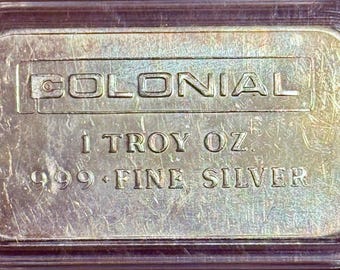 COLONIAL
1 TROY OZ.
.999 • FINE SILVER